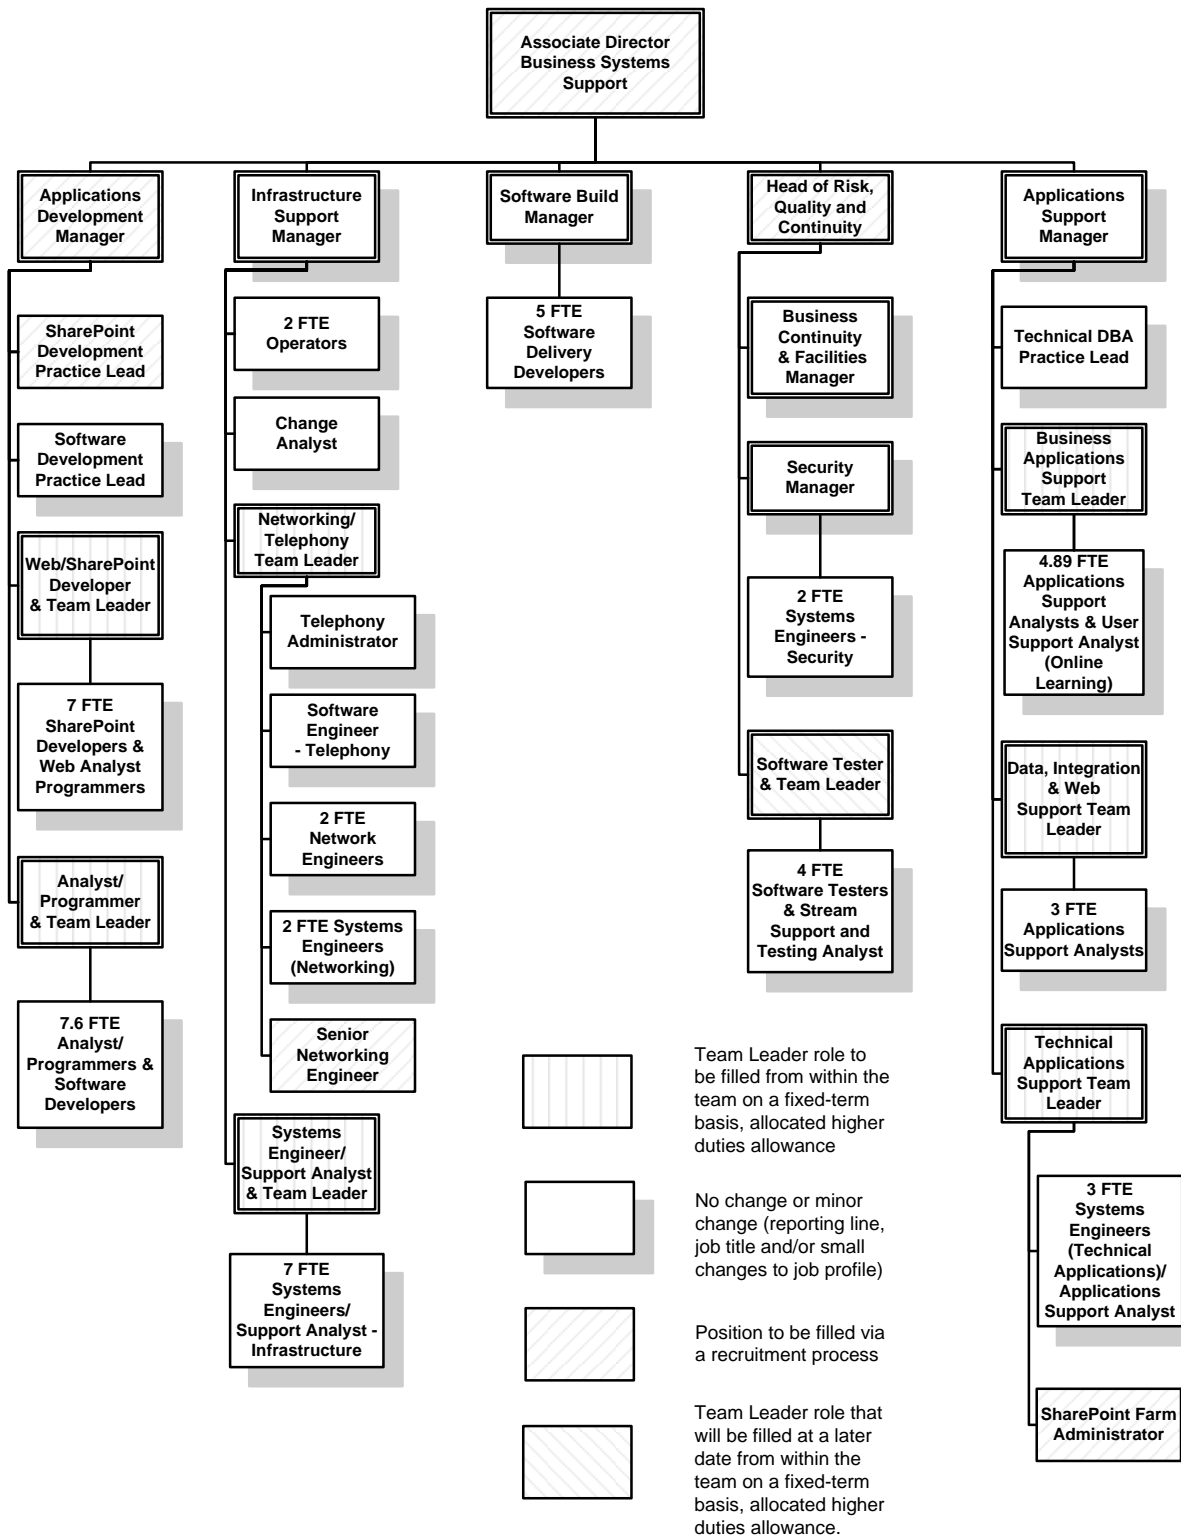 Associate Director
Business Systems
Support
Applications
Development
Manager
SharePoint
Development
Practice Lead
Software
Development
Practice Lead
Web/SharePoint
Developer
& Team Leader
7 FTE
SharePoint
Developers &
Web Analyst
Programmers
Analyst/
Programmer
& Team Leader
7.6 FTE
Analyst/
Programmers &
Software
Developers
Infrastructure
Support
Manager
2 FTE
Operators
Change
Analyst
Networking/
Telephony
Team Leader
Telephony
Administrator
Software
Engineer
- Telephony
2 FTE
Network
Engineers
2 FTE Systems
Engineers
(Networking)
Senior
Networking
Engineer
Systems
Engineer/
Support Analyst
& Team Leader
7 FTE
Systems
Engineers/
Support Analyst -
Infrastructure
Software Build
Manager
5 FTE
Software
Delivery
Developers
Head of Risk,
Quality and
Continuity
Business
Continuity
& Facilities
Manager
Security
Manager
2 FTE
Systems
Engineers -
Security
Software Tester
& Team Leader
4 FTE
Software Testers
& Stream
Support and
Testing Analyst
Applications
Support
Manager
Technical DBA
Practice Lead
Business
Applications
Support
Team Leader
4.89 FTE
Applications
Support
Analysts & User
Support Analyst
(Online
Learning)
Data, Integration
& Web
Support Team
Leader
3 FTE
Applications
Support Analysts
Technical
Applications
Support Team
Leader
3 FTE
Systems
Engineers
(Technical
Applications)/
Applications
Support Analyst
SharePoint Farm
Administrator
Team Leader role to
be filled from within the
team on a fixed-term
basis, allocated higher
duties allowance
No change or minor
change (reporting line,
job title and/or small
changes to job profile)
Position to be filled via
a recruitment process
Team Leader role that
will be filled at a later
date from within the
team on a fixed-term
basis, allocated higher
duties allowance.